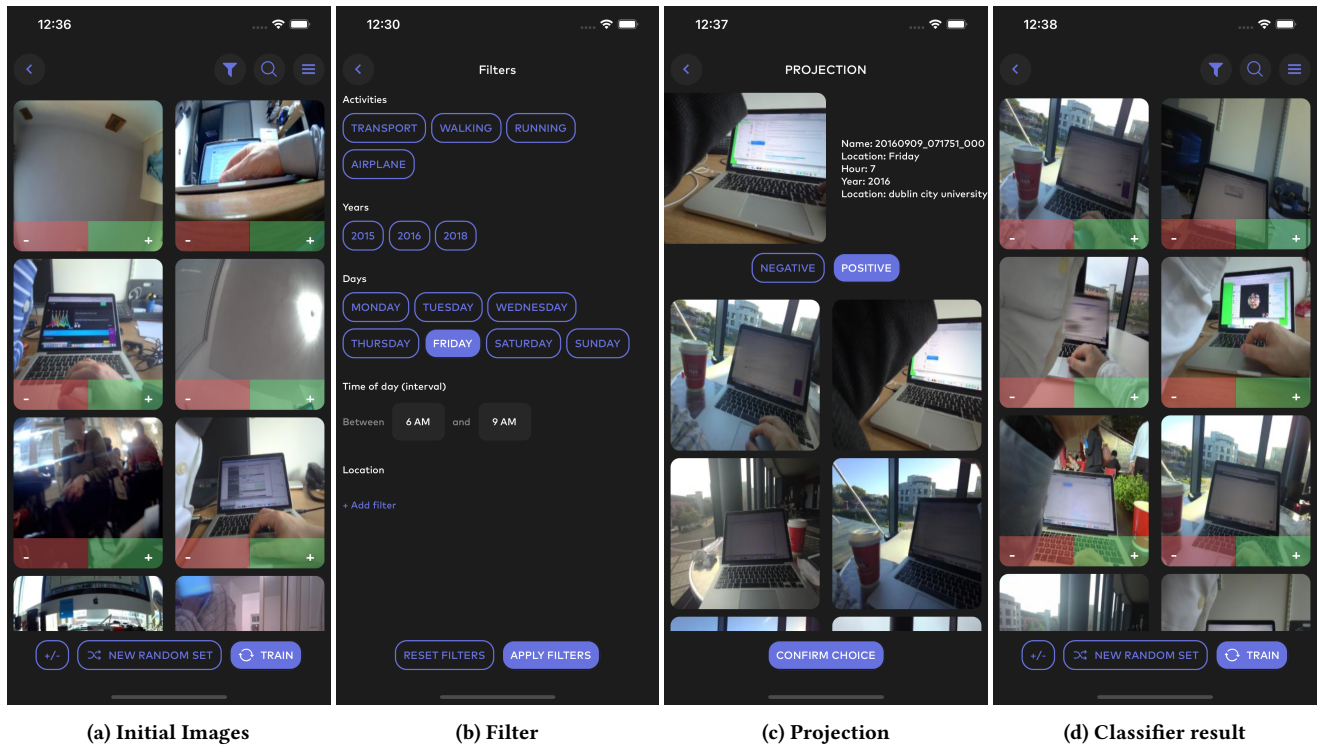 12:36
- +
- +
- +
+/- NEW RANDOM SET TRAIN
(a) Initial Images
12:30
Filters
Activities
TRANSPORT WALKING RUNNING
AIRPLANE
Years
2015 2016 2018
Days
MONDAY TUESDAY WEDNESDAY
THURSDAY FRIDAY SATURDAY SUNDAY
Time of day (interval)
Between 6 AM and 9 AM
Location
+ Add filter
RESET FILTERS APPLY FILTERS
(b) Filter
12:37
PROJECTION
Name: 20160909_071751_000
Location: Friday
Hour: 7
Year: 2016
Location: dublin city university
NEGATIVE POSITIVE
CONFIRM CHOICE
(c) Projection
12:38
- + - +
- + - +
- + - +
+/- NEW RANDOM SET TRAIN
(d) Classifier result